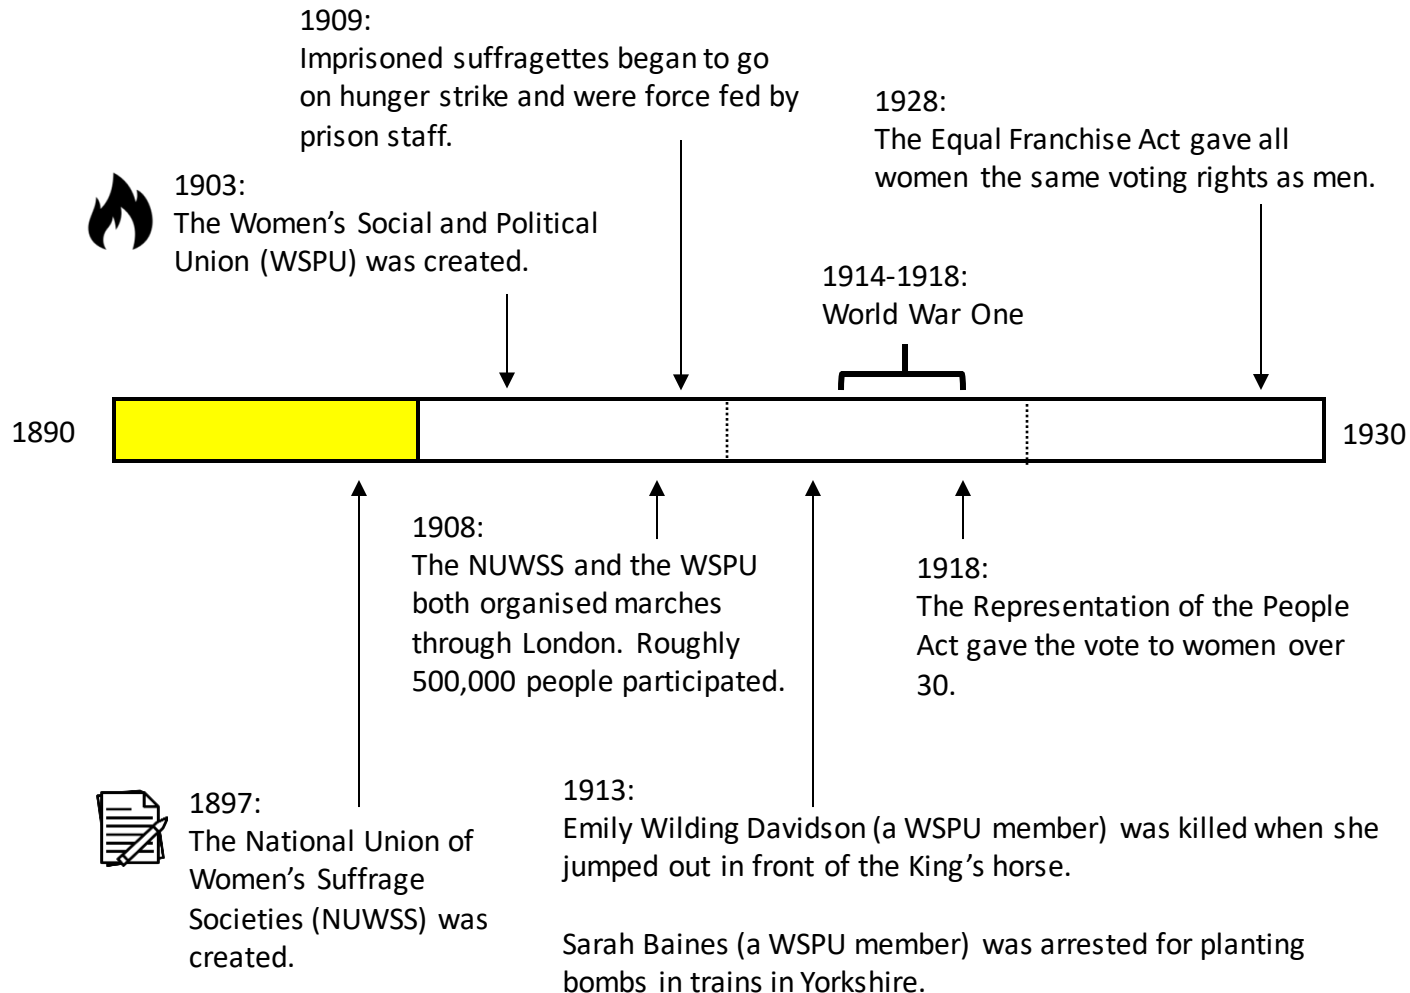 1909:
Imprisoned suffragettes began to go
on hunger strike and were force fed by
prison staff.
1928:
The Equal Franchise Act gave all
women the same voting rights as men.
1903:
The Women's Social and Political
Union (WSPU) was created.
1914-1918:
World War One
1890
1930
1908:
The NUWSS and the WSPU
both organised marches
through London. Roughly
500,000 people participated.
1918:
The Representation of the People
Act gave the vote to women over
30.
1897:
The National Union of
Women's Suffrage
Societies (NUWSS) was
created.
1913:
Emily Wilding Davidson (a WSPU member) was killed when she
jumped out in front of the King's horse.
Sarah Baines (a WSPU member) was arrested for planting
bombs in trains in Yorkshire.